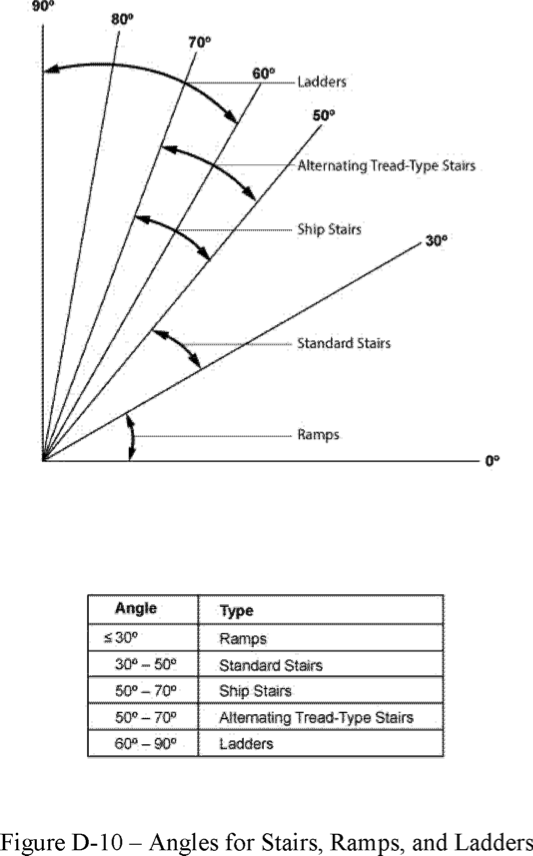 90º
80º
70º
60º
Ladders
50º
Alternating Tread-Type Stairs
Ship Stairs
30º
Standard Stairs
Ramps
0º
Angle Type
≤ 30º Ramps
30º – 50º Standard Stairs
50º – 70º Ship Stairs
50º – 70º Alternating Tread-Type Stairs
60º – 90º Ladders
Figure D-10 – Angles for Stairs, Ramps, and Ladders